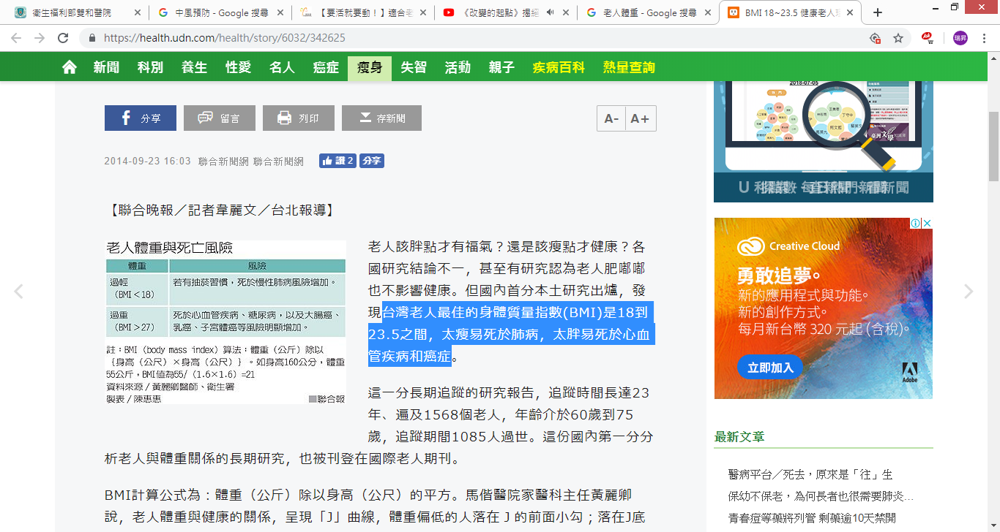 衛生福利部雙和醫院
中風預防 - Google 搜尋
【要活就要動！】適合老
《改變的起點》揭
老人體重 - Google 搜尋
BMI 18~23.5 健康老人
https://health.udn.com/health/story/6032/342625
瑞昇
新聞 科別 養生 性愛 名人 癌症 瘦身 失智 活動 親子 疾病百科 熱量查詢
分享 留言 列印 存新聞 A- A+
2014-09-23 16:03 聯合新聞網 聯合新聞網 讚 2 分享
【聯合晚報／記者韋麗文／台北報導】
老人體重與死亡風險
體重 風險
過輕
（BMI＜18）
若有抽菸習慣，死於慢性肺病風險增加。
過重
（BMI＞27）
死於心血管疾病、糖尿病，以及大腸癌、
乳癌、子宮體癌等風險明顯增加。
註：BMI（body mass index）算法：體重（公斤）除以
｛身高（公尺）×身高（公尺）｝。如身高160公分，體重
55公斤，BMI值為55/（1.6×1.6）=21
資料來源／黃麗卿醫師、衛生署
製表／陳惠惠 ■聯合報
老人該胖點才有福氣？還是該瘦點才健康？各
國研究結論不一，甚至有研究認為老人肥嘟嘟
也不影響健康。但國內首分本土研究出爐，發
現台灣老人最佳的身體質量指數(BMI)是18到
23.5之間，太瘦易死於肺病，太胖易死於心血
管疾病和癌症。
這一分長期追蹤的研究報告，追蹤時間長達23
年、遍及1568個老人，年齡介於60歲到75
歲，追蹤期間1085人過世。這份國內第一分分
析老人與體重關係的長期研究，也被刊登在國際老人期刊。
BMI計算公式為：體重（公斤）除以身高（公尺）的平方。馬偕醫院家醫科主任黃麗卿
說，老人體重與健康的關係，呈現「J」曲線，體重偏低的人落在 J 的前面小勾；落在J底
Creative Cloud
勇敢追夢。
新的應用程式與功能。
新的創作方式。
每月新台幣 320 元起 (含稅)。
立即加入
Adobe
最新文章
醫病平台／死去，原來是「往」生
保幼不保老，為何長者也很需要肺炎...
青春痘等藥將列管 剩藥逾10天禁開